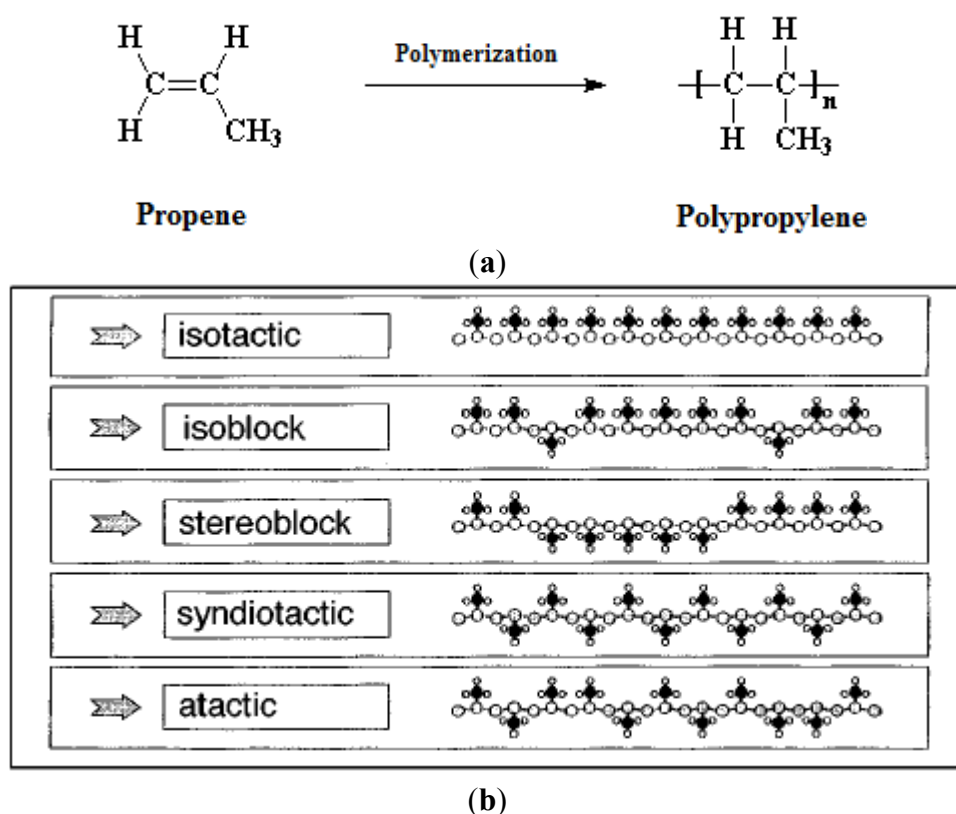 H H Polymerization H H
C=C -[-C-C-]n
H CH3 H CH3
Propene Polypropylene
(a)
isotactic
isoblock
stereoblock
syndiotactic
atactic
(b)